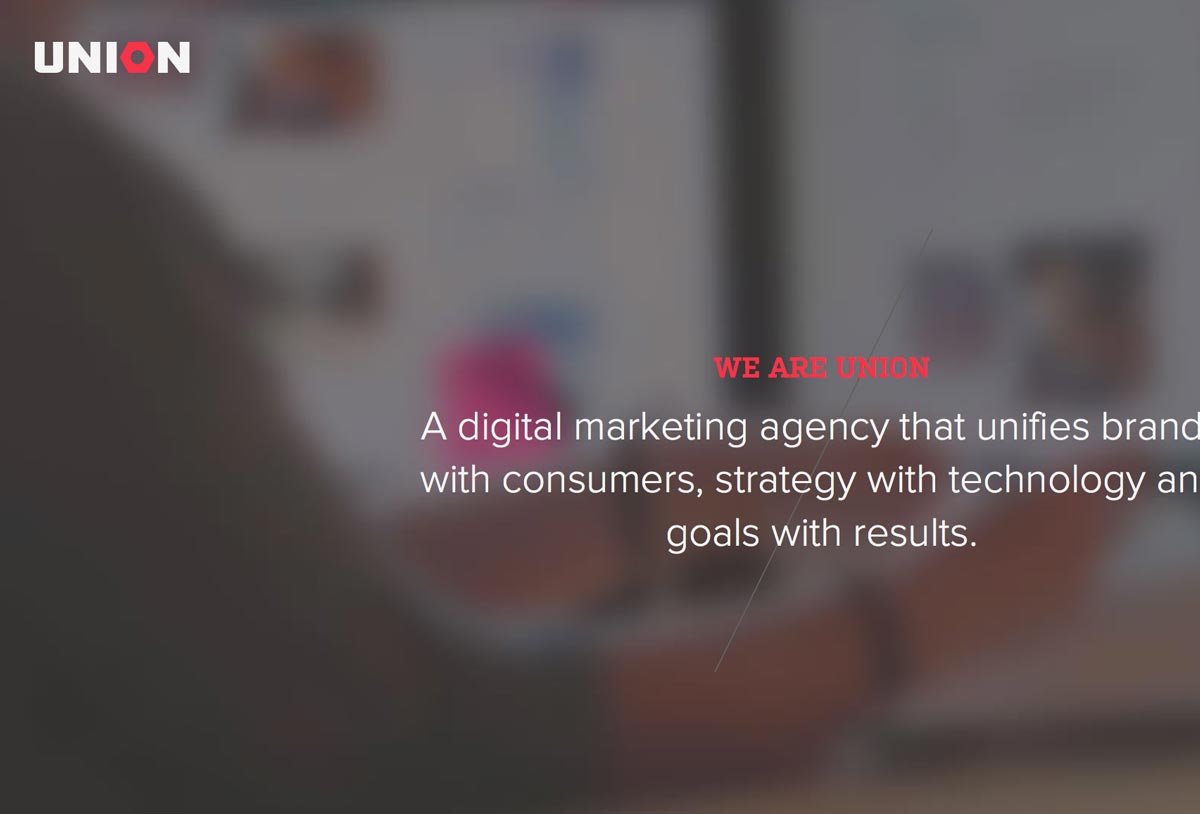 UNION
WE ARE UNION
A digital marketing agency that unifies brand
with consumers, strategy with technology an
goals with results.